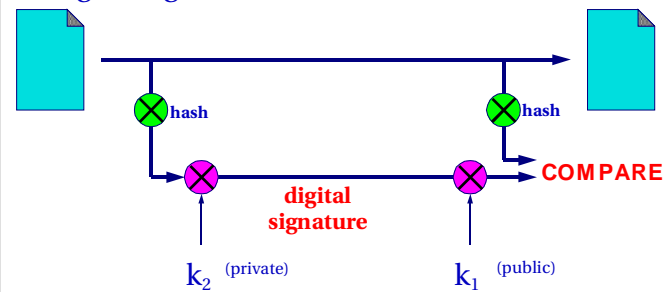 hash
hash
COMPARE
digital
signature
k2 (private)
k1 (public)